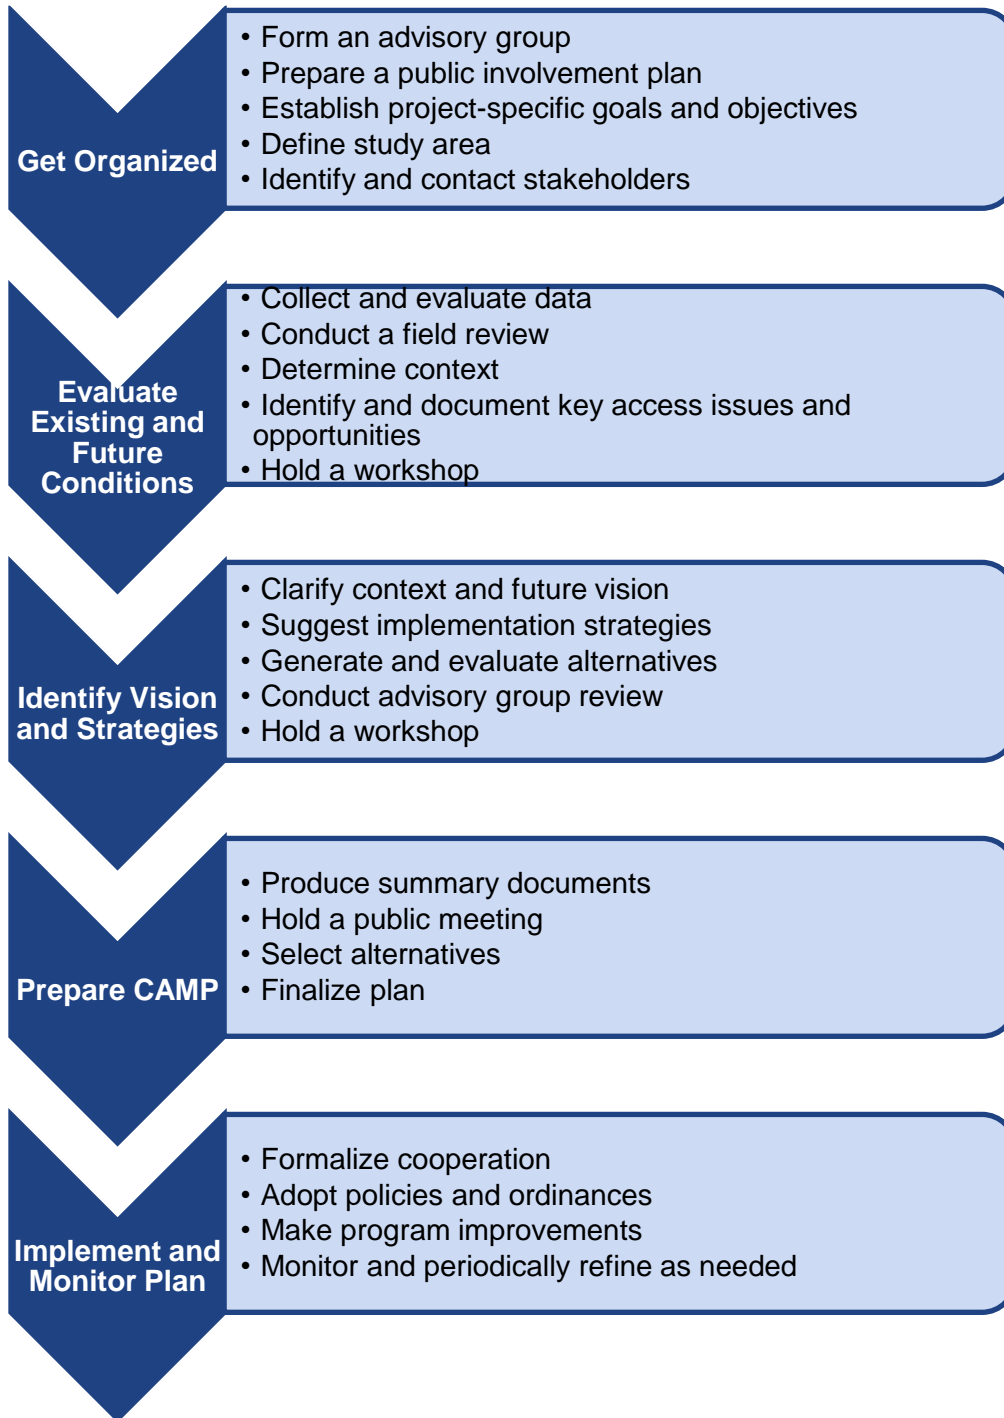 Get Organized
• Form an advisory group
• Prepare a public involvement plan
• Establish project-specific goals and objectives
• Define study area
• Identify and contact stakeholders
Evaluate
Existing and
Future
Conditions
• Collect and evaluate data
• Conduct a field review
• Determine context
• Identify and document key access issues and
opportunities
• Hold a workshop
Identify Vision
and Strategies
• Clarify context and future vision
• Suggest implementation strategies
• Generate and evaluate alternatives
• Conduct advisory group review
• Hold a workshop
Prepare CAMP
• Produce summary documents
• Hold a public meeting
• Select alternatives
• Finalize plan
Implement and
Monitor Plan
• Formalize cooperation
• Adopt policies and ordinances
• Make program improvements
• Monitor and periodically refine as needed